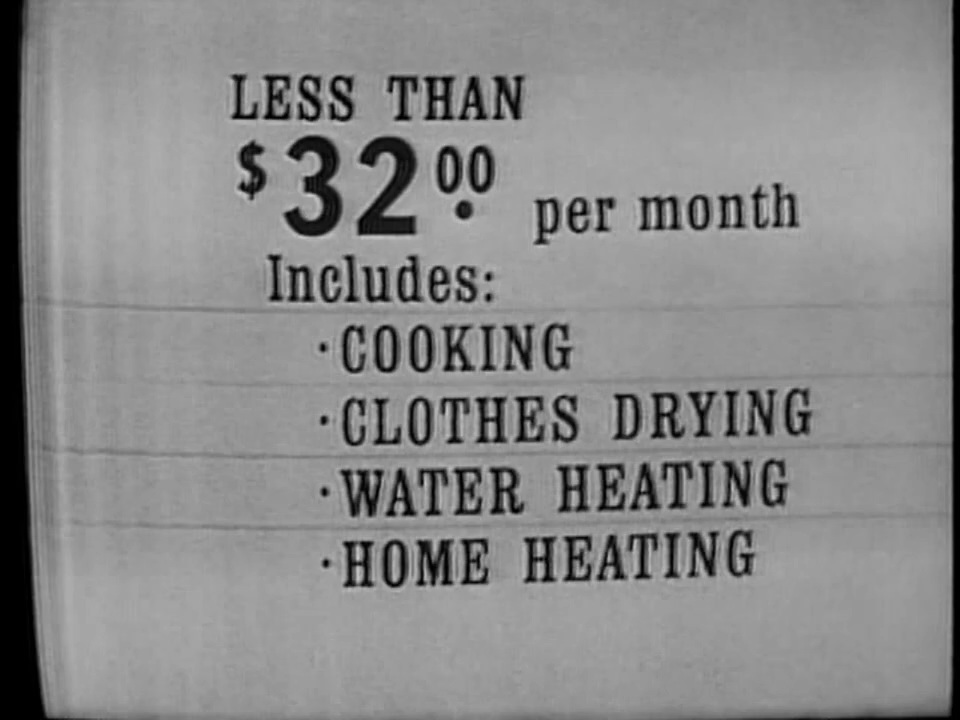 LESS THAN
$32.00 per month
Includes:
·COOKING
·CLOTHES DRYING
·WATER HEATING
·HOME HEATING